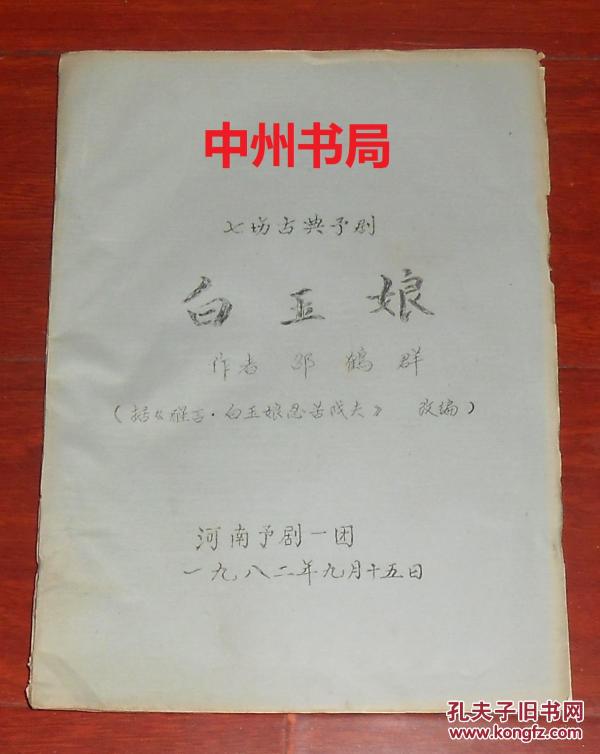 中州书局
七场古典予剧
白玉娘
作者 邵鹤群
(据《醒言·白玉娘忍苦成夫》 改编)
河南予剧一团
一九八二年九月十五日
孔夫子旧书网
www.kongfz.com